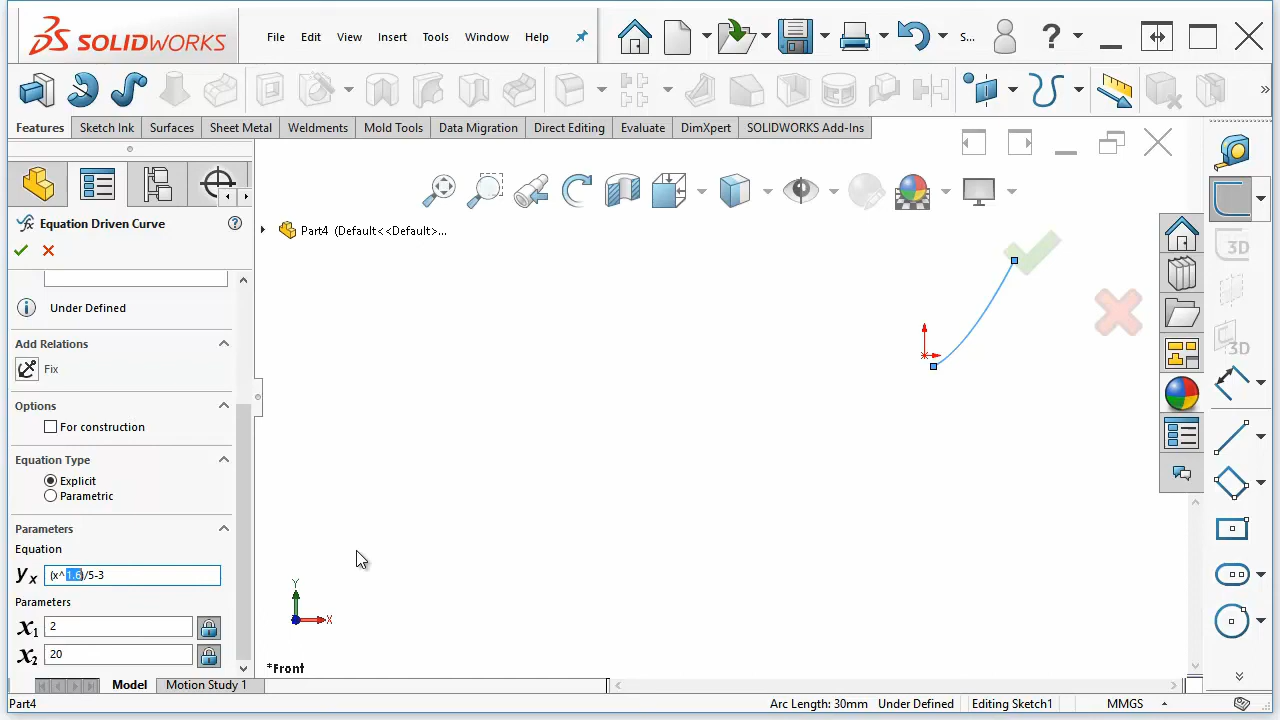 SOLIDWORKS
File Edit View Insert Tools Window Help
S...
?
Features Sketch Ink Surfaces Sheet Metal Weldments Mold Tools Data Migration Direct Editing Evaluate DimXpert SOLIDWORKS Add-Ins
Equation Driven Curve
Part4 (Default<<Default>...
Under Defined
Add Relations
Fix
Options
For construction
Equation Type
Explicit
Parametric
Parameters
Equation
yx (x^1.6)/5-3
Parameters
x1 2
x2 20
3D
3D
Y
X
*Front
Model Motion Study 1
Part4 Arc Length: 30mm Under Defined Editing Sketch1 MMGS